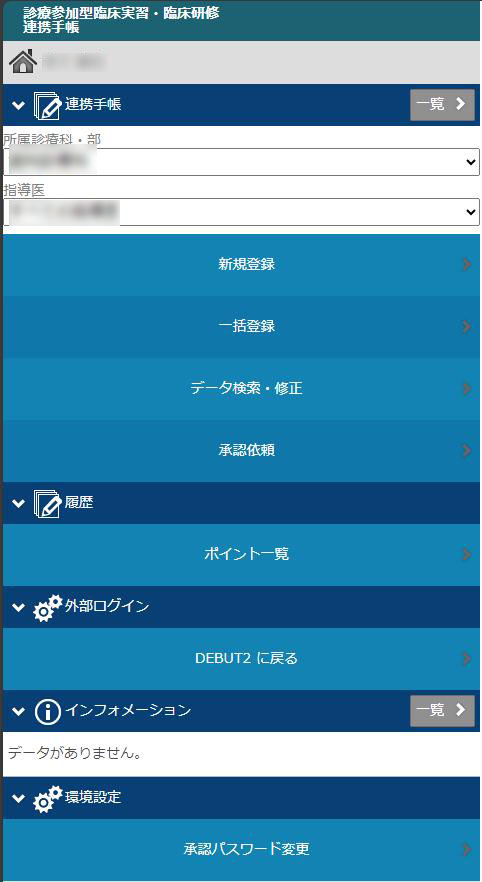 診療参加型臨床実習・臨床研修
連携手帳
連携手帳
一覧
所属診療科・部
指導医
新規登録
一括登録
データ検索・修正
承認依頼
履歴
ポイント一覧
外部ログイン
DEBUT2 に戻る
インフォメーション
一覧
データがありません。
環境設定
承認パスワード変更